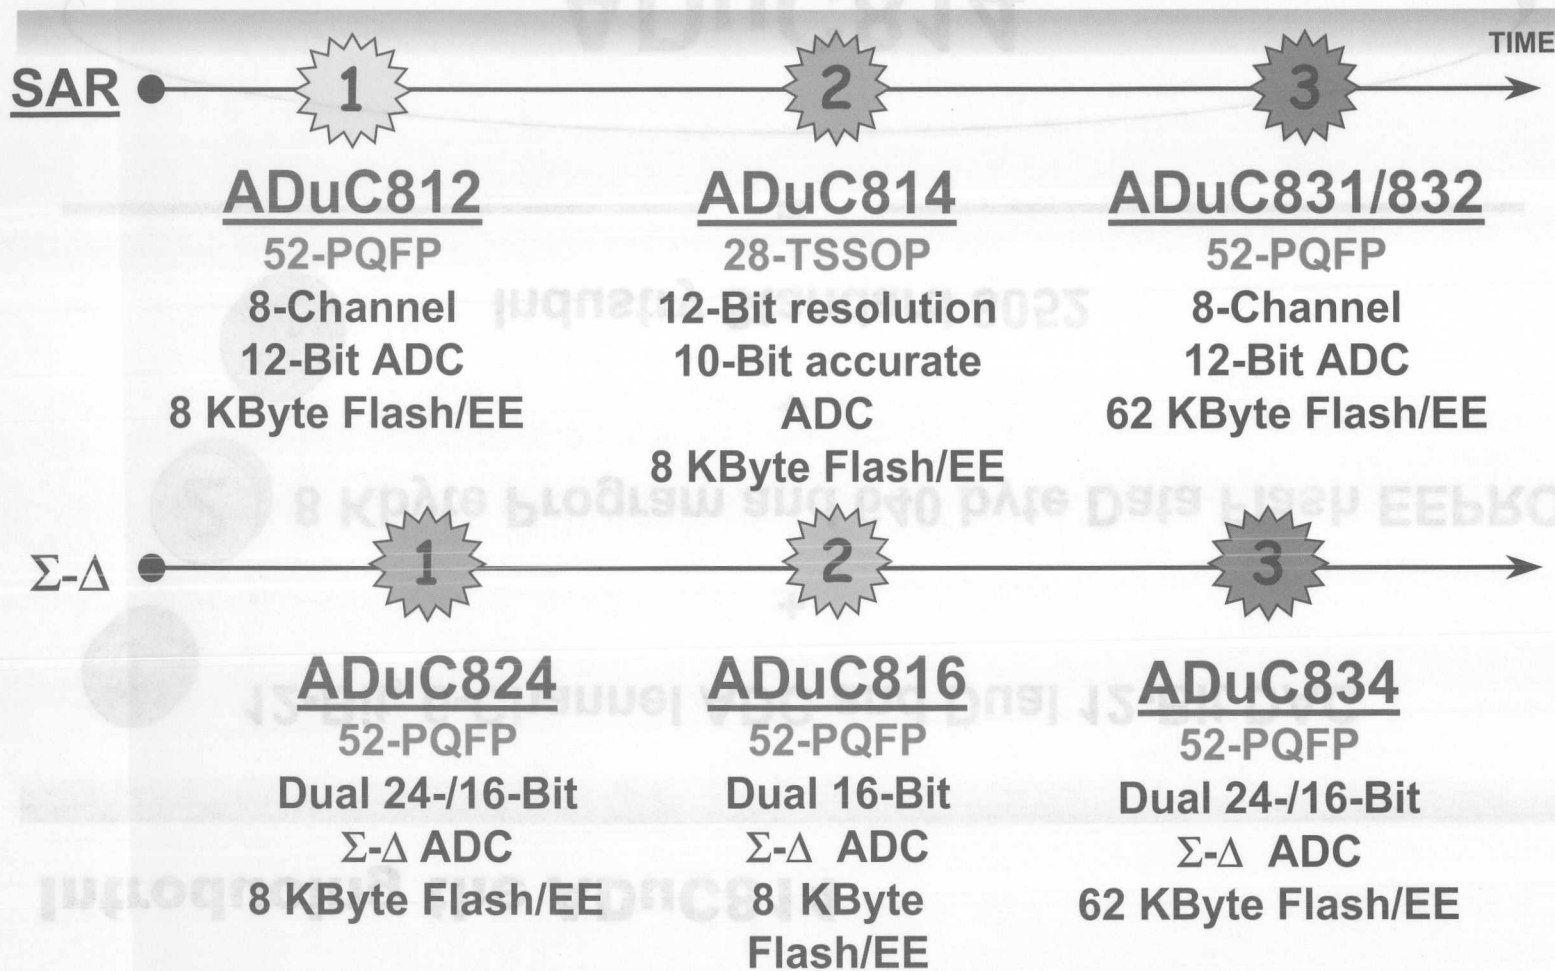 TIME
SAR 1 2 3
ADuC812 ADuC814 ADuC831/832
52-PQFP 28-TSSOP 52-PQFP
8-Channel 12-Bit resolution 8-Channel
12-Bit ADC 10-Bit accurate 12-Bit ADC
8 KByte Flash/EE ADC 62 KByte Flash/EE
8 KByte Flash/EE
Σ-Δ 1 2 3
ADuC824 ADuC816 ADuC834
52-PQFP 52-PQFP 52-PQFP
Dual 24-/16-Bit Dual 16-Bit Dual 24-/16-Bit
Σ-Δ ADC Σ-Δ ADC Σ-Δ ADC
8 KByte Flash/EE 8 KByte 62 KByte Flash/EE
Flash/EE